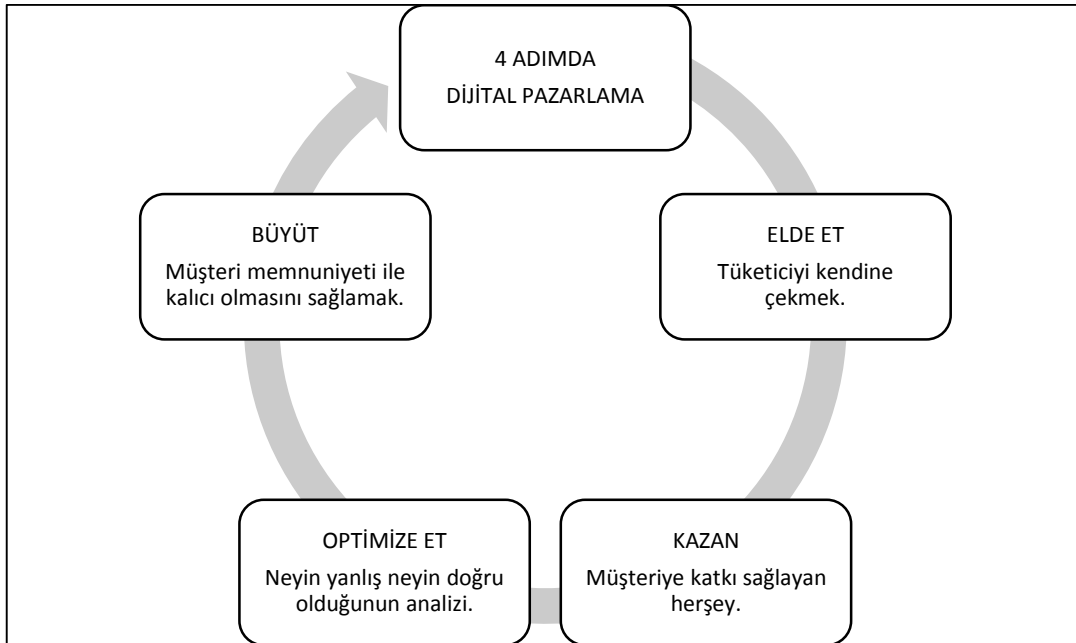 4 ADIMDA
DİJİTAL PAZARLAMA
ELDE ET
Tüketiciyi kendine
çekmek.
KAZAN
Müşteriye katkı sağlayan
herşey.
OPTİMİZE ET
Neyin yanlış neyin doğru
olduğunun analizi.
BÜYÜT
Müşteri memnuniyeti ile
kalıcı olmasını sağlamak.